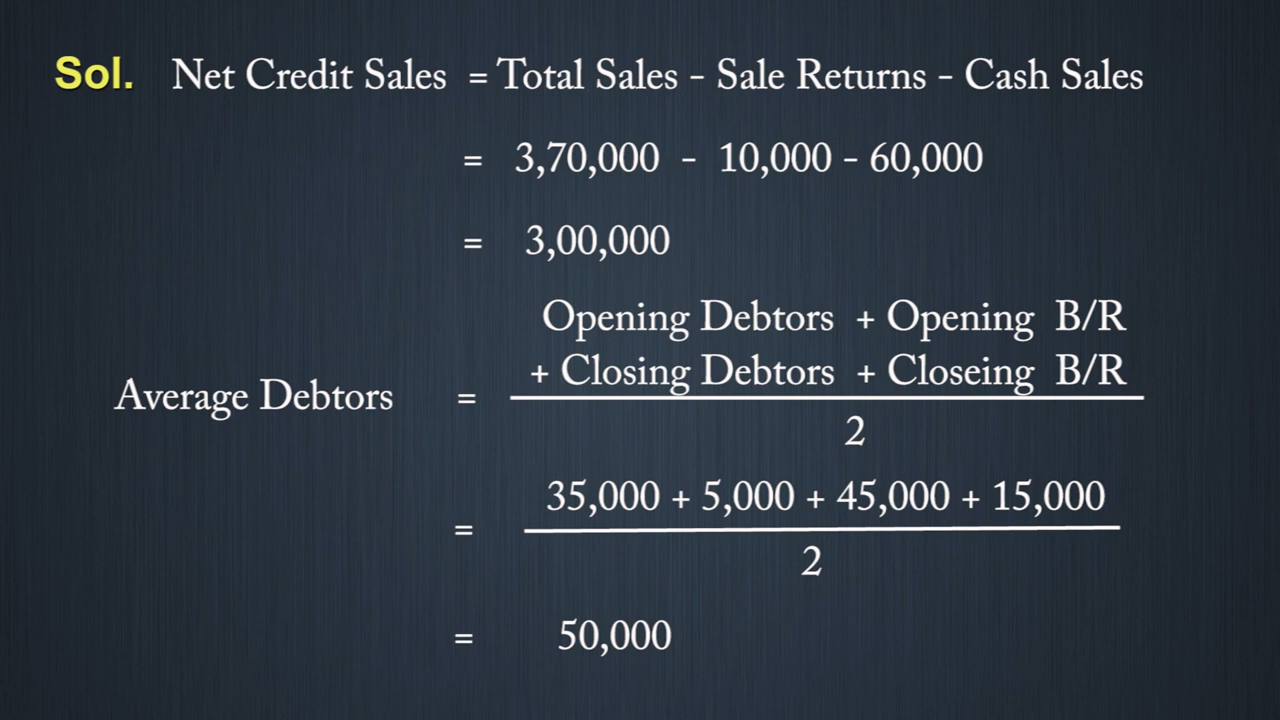 Sol. Net Credit Sales = Total Sales - Sale Returns - Cash Sales
= 3,70,000 - 10,000 - 60,000
= 3,00,000
Opening Debtors + Opening B/R
+ Closing Debtors + Closeing B/R
Average Debtors =
2
35,000 + 5,000 + 45,000 + 15,000
=
2
= 50,000